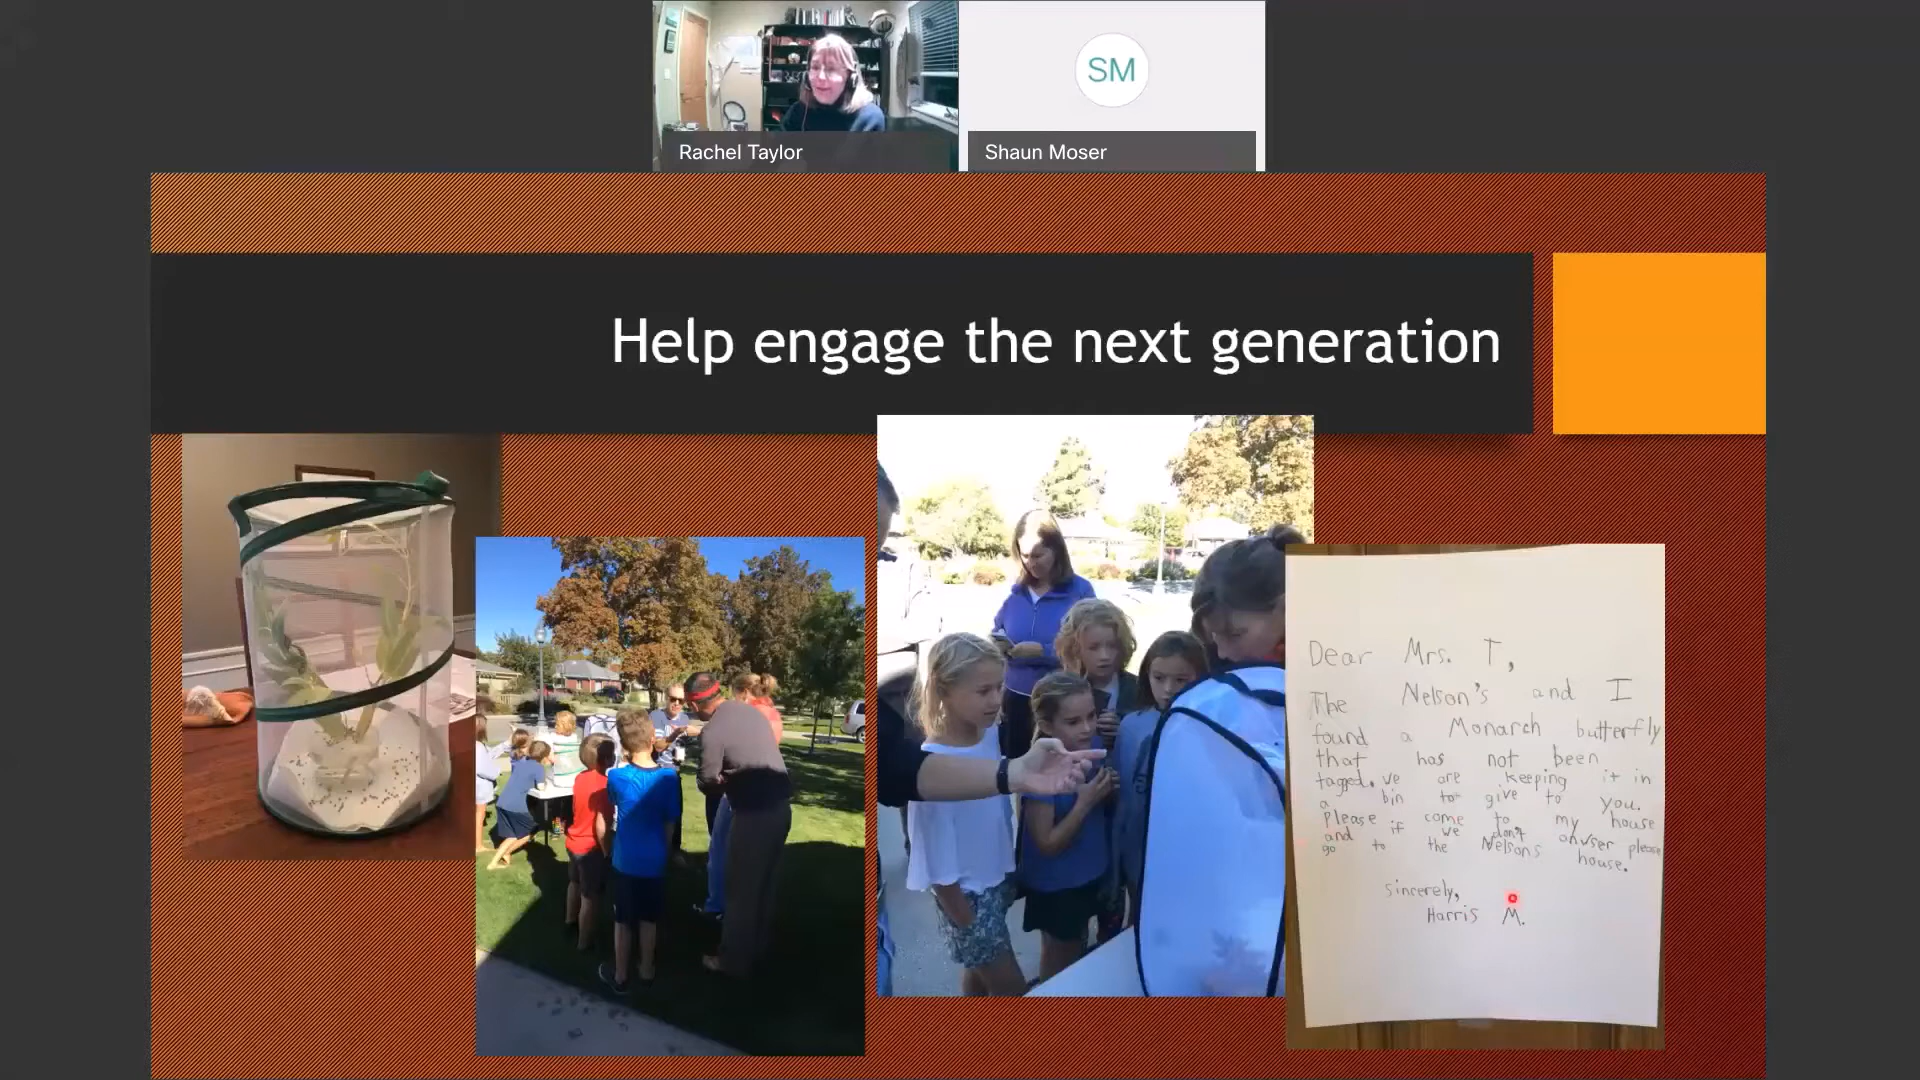 SM
Rachel Taylor
Shaun Moser
Help engage the next generation
Dear Mrs. T,
The Nelson's and I
found a Monarch butterfly
that has not been
tagged. we are keeping it in
a bin to give to you.
Please come to my house
and if we don't onwser please
go to the Nelsons house.
sincerely,
Harris M.